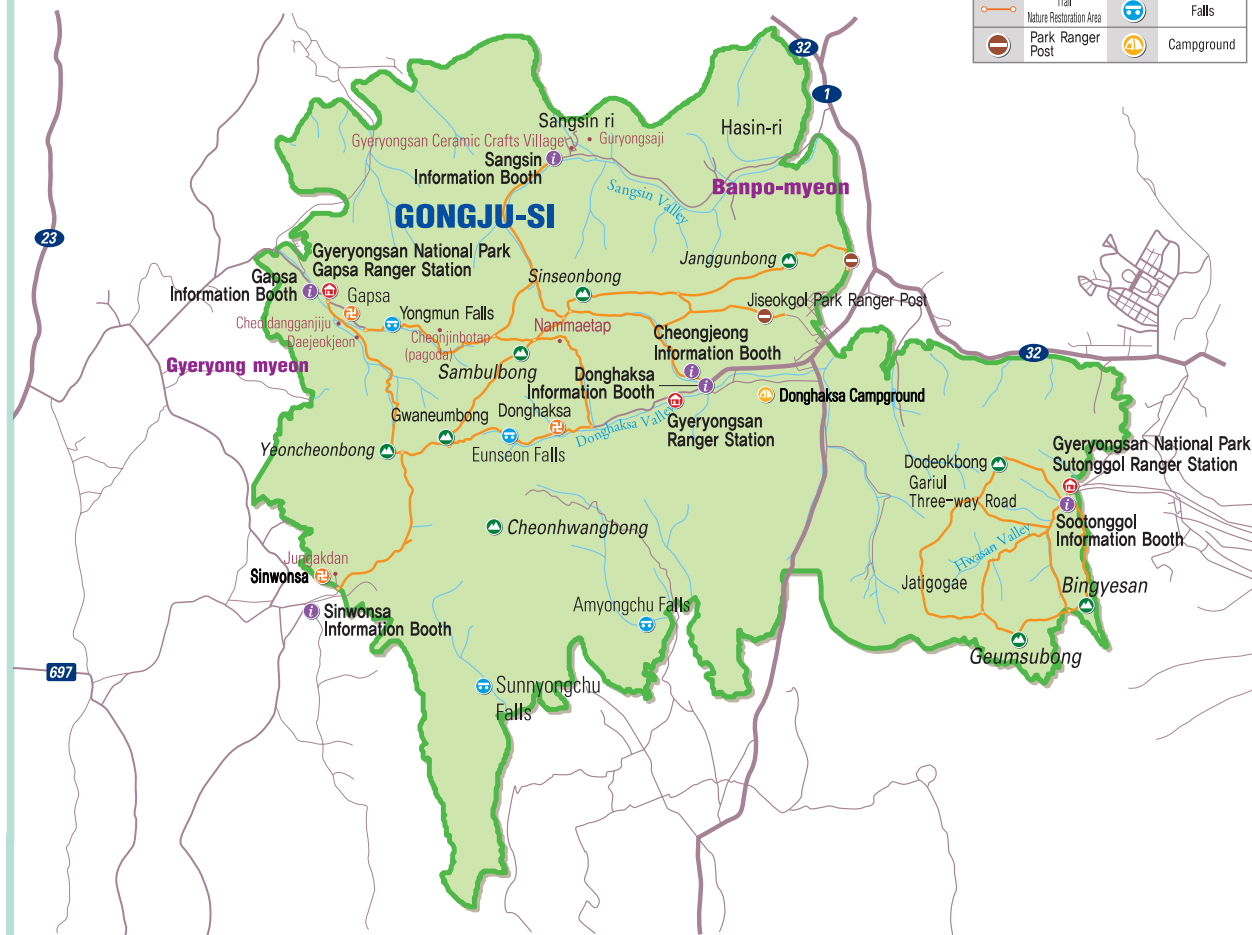 Trail
Nature Restoration Area
Falls
Park Ranger
Post
Campground
32
1
Sangsin ri
Hasin-ri
Gyeryongsan Ceramic Crafts Village
Guryongsaji
Sangsin
Information Booth
Sangsin Valley
Banpo-myeon
GONGJU-SI
23
Gyeryongsan National Park
Gapsa Ranger Station
Gapsa
Information Booth
Sinseonbong
Janggunbong
Gapsa
Yongmun Falls
Jiseokgol Park Ranger Post
Cheoldangganjiju
Daejeokjeon
Cheonjinbotap
(pagoda)
Nammaetap
Cheongjeong
Information Booth
32
Gyeryong myeon
Sambulbong
Donghaksa
Information Booth
Donghaksa Campground
Gwaneumbong
Donghaksa
Donghaksa Valley
Gyeryongsan
Ranger Station
Yeoncheonbong
Eunseon Falls
Gyeryongsan National Park
Sutonggol Ranger Station
Dodeokbong
Gariul
Three-way Road
Cheonhwangbong
Sootonggol
Information Booth
Hwasan Valley
Jungakdan
Sinwonsa
Jatigogae
Bingyesan
Sinwonsa
Information Booth
Amyongchu Falls
Geumsubong
697
Sunnyongchu
Falls